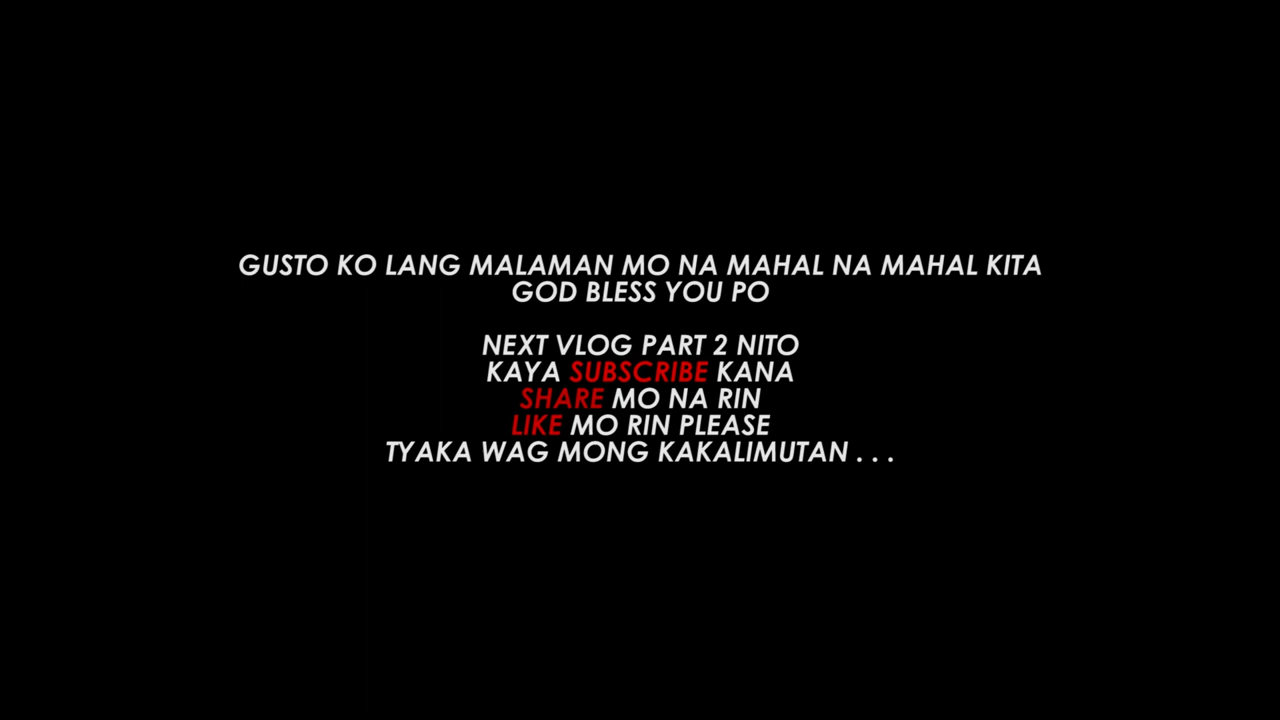 GUSTO KO LANG MALAMAN MO NA MAHAL NA MAHAL KITA
GOD BLESS YOU PO
NEXT VLOG PART 2 NITO
KAYA SUBSCRIBE KANA
SHARE MO NA RIN
LIKE MO RIN PLEASE
TYAKA WAG MONG KAKALIMUTAN . . .